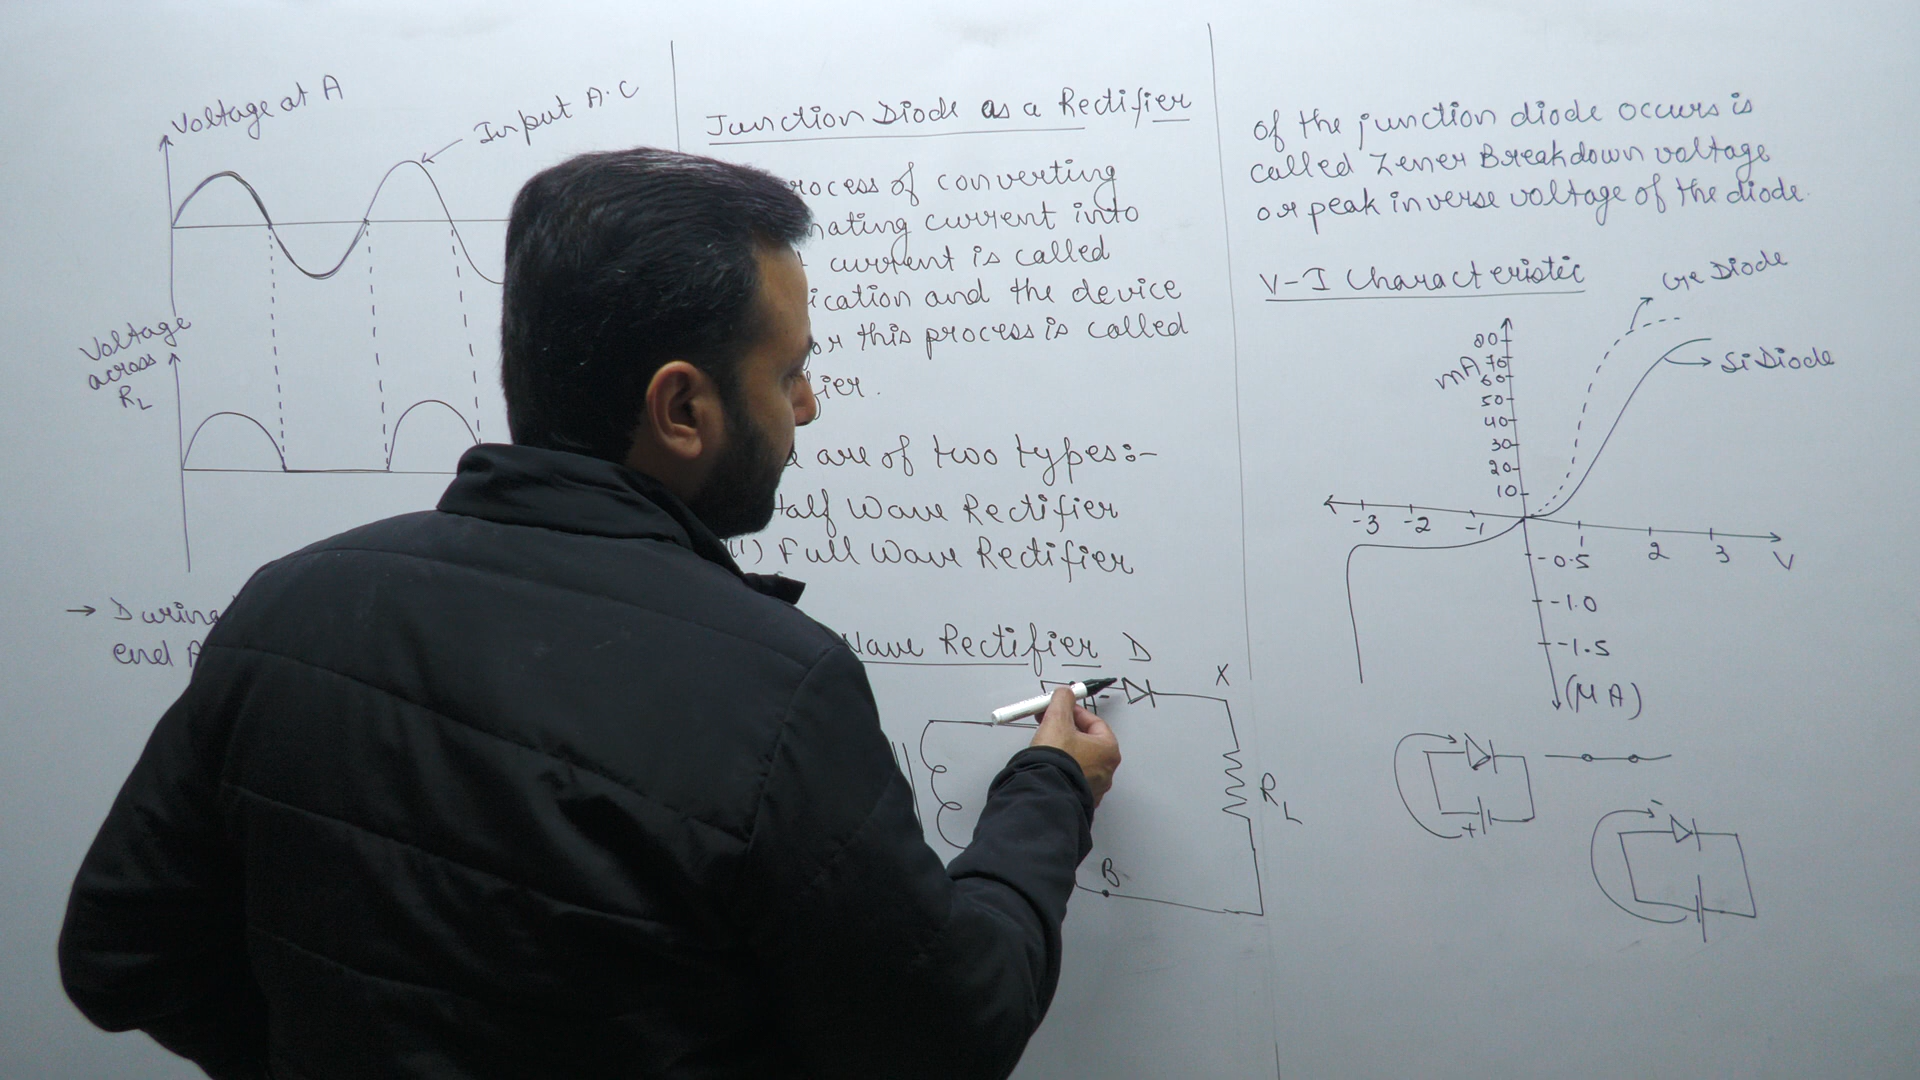 Voltage at A
Input A.C
Voltage
across
RL
→ During
end A
Junction Diode as a Rectifier
rocess of converting
nating current into
current is called
ication and the device
or this process is called
ier.
are of two types:-
Half Wave Rectifier
(ii) Full Wave Rectifier
Wave Rectifier
D
X
A
B
RL
of the junction diode occurs is
called Zener Breakdown voltage
or peak inverse voltage of the diode.
V-I Characteristic
Ge Diode
Si Diode
mA
80
70
60
50
40
30
20
10
-3 -2 -1
2 3 V
-0.5
-1.0
-1.5
(μA)
+
-